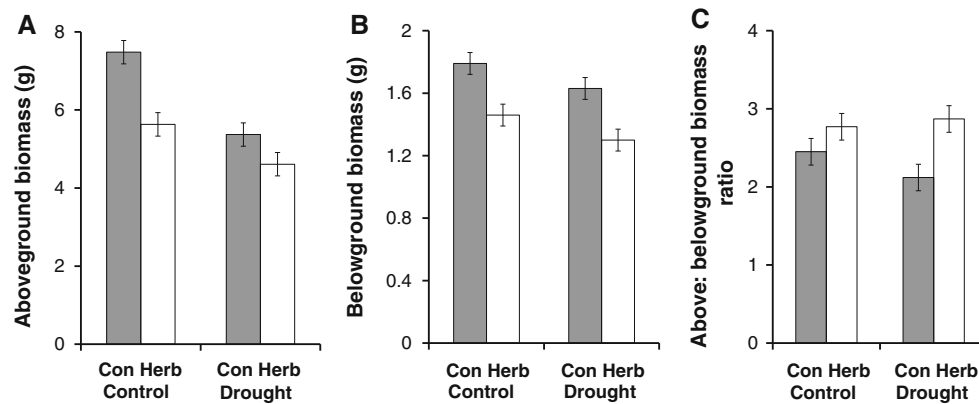 A
Aboveground biomass (g)
8
6
4
2
0
Con Herb
Control
Con Herb
Drought
B
Belowground biomass (g)
2
1.6
1.2
0.8
0.4
0
Con Herb
Control
Con Herb
Drought
C
Above: belowground biomass
ratio
4
3
2
1
0
Con Herb
Control
Con Herb
Drought